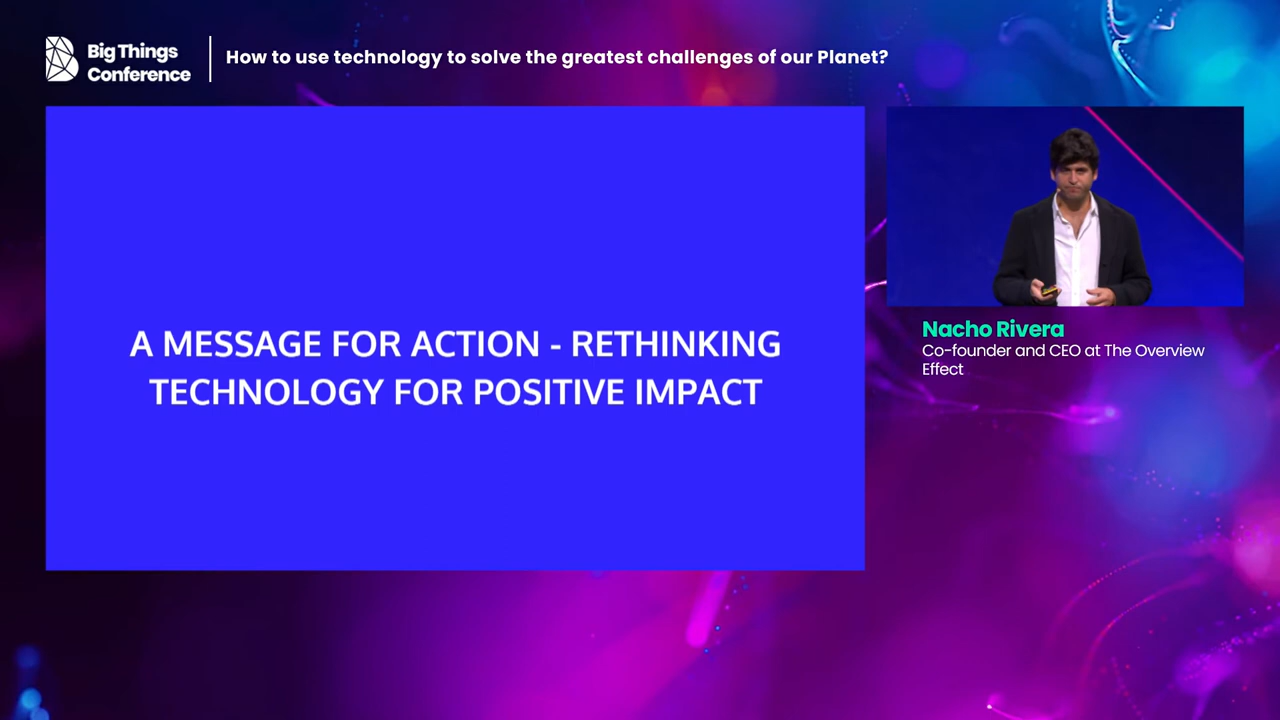 Big Things
Conference
How to use technology to solve the greatest challenges of our Planet?
A MESSAGE FOR ACTION - RETHINKING
TECHNOLOGY FOR POSITIVE IMPACT
Nacho Rivera
Co-founder and CEO at The Overview
Effect